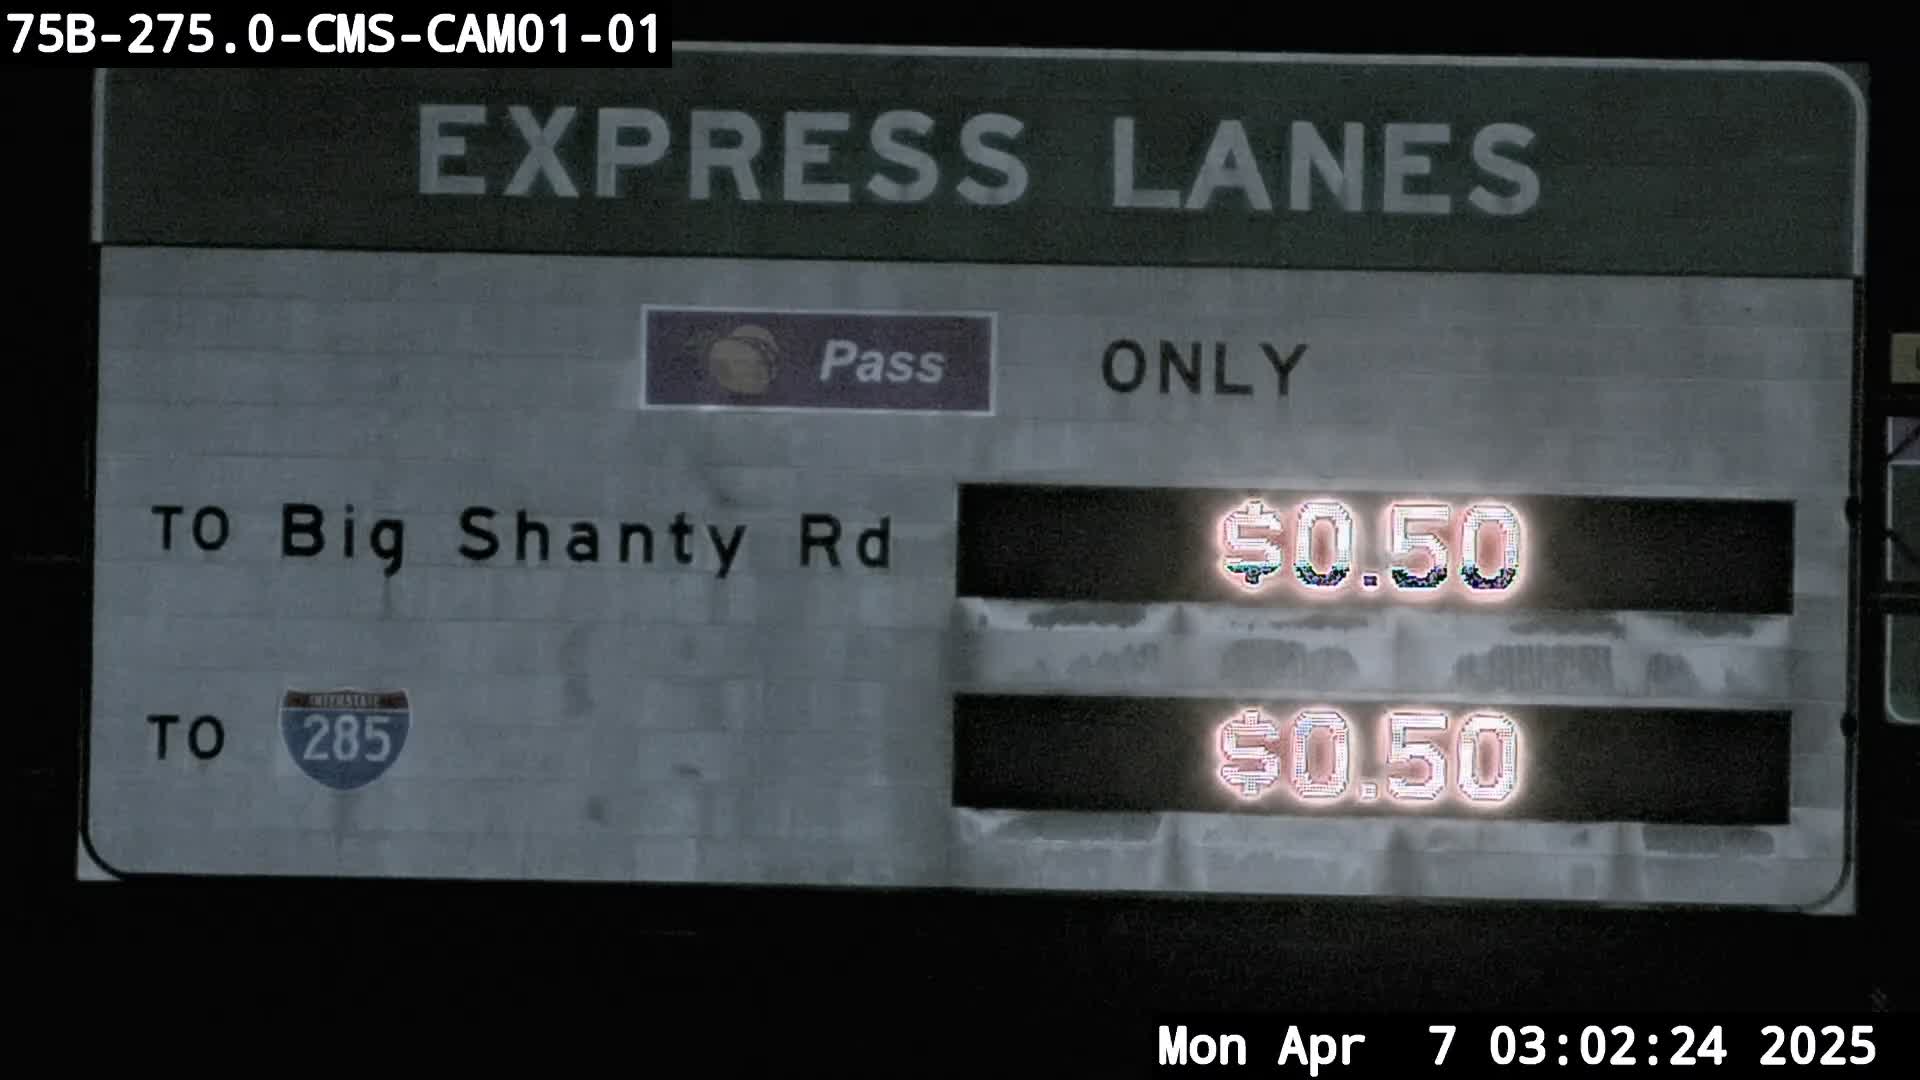 75B-275.0-CMS-CAM01-01
EXPRESS LANES
Pass ONLY
TO Big Shanty Rd $0.50
INTERSTATE
TO 285 $0.50
Mon Apr 7 03:02:24 2025